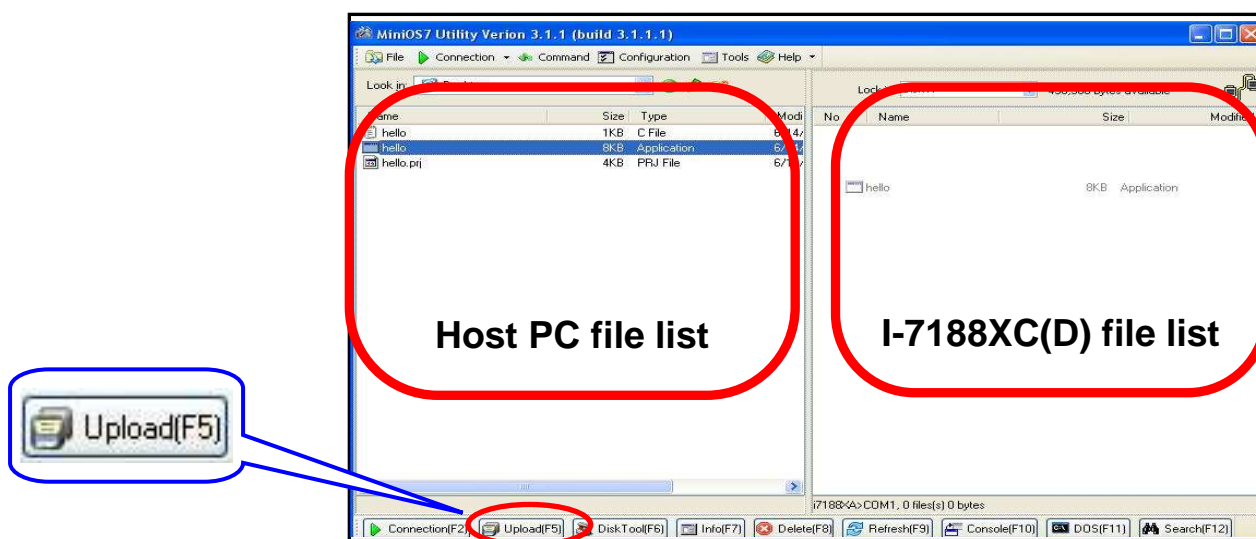 MiniOS7 Utility Verion 3.1.1 (build 3.1.1.1)
File Connection Command Configuration Tools Help
Look in:
Size Type Modi
No Name Size Modified
hello 1KB C File
hello 8KB Application
hello.prj 4KB PRJ File
hello 8KB Application
Host PC file list
I-7188XC(D) file list
Upload(F5)
i7188XA>COM1, 0 files(s) 0 bytes
Connection(F2) Upload(F5) DiskTool(F6) Info(F7) Delete(F8) Refresh(F9) Console(F10) DOS(F11) Search(F12)